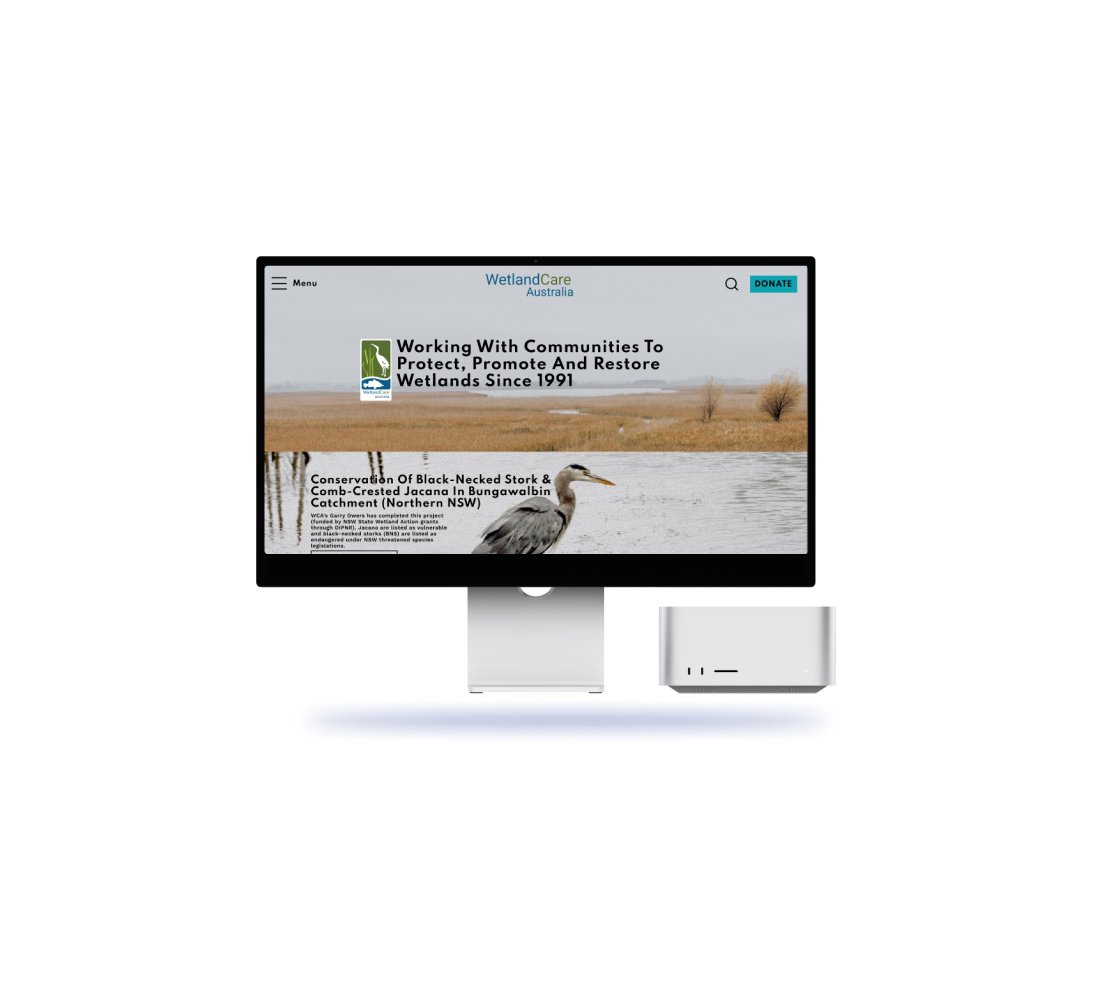 Menu
WetlandCare
Australia
DONATE
Working With Communities To
Protect, Promote And Restore
Wetlands Since 1991
WetlandCare
australia
Conservation Of Black-Necked Stork &
Comb-Crested Jacana In Bungawalbin
Catchment (Northern NSW)
WCA's Garry Owers has completed this project
(funded by NSW State Wetland Action grants
through DIPNR). Jacana are listed as vulnerable
and black-necked storks (BNS) are listed as
endangered under NSW threatened species
legislations.